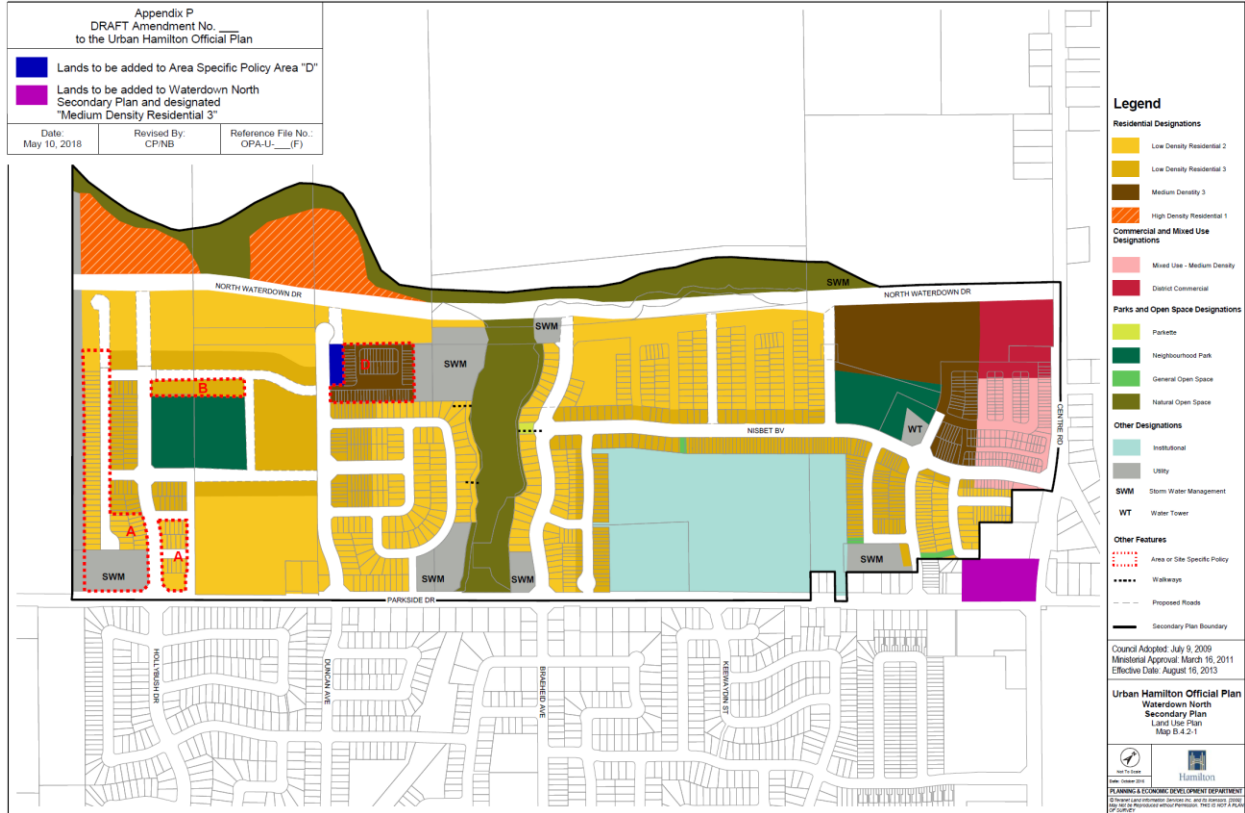 Appendix P
DRAFT Amendment No. ___
to the Urban Hamilton Official Plan
Lands to be added to Area Specific Policy Area "D"
Lands to be added to Waterdown North
Secondary Plan and designated
"Medium Density Residential 3"
Date:
May 10, 2018
Revised By:
CP/NB
Reference File No.:
OPA-U-___(F)
NORTH WATERDOWN DR
SWM
NORTH WATERDOWN DR
SWM
D
SWM
B
CENTRE RD
WT
NISBET BV
A
A
SWM
SWM
SWM
SWM
PARKSIDE DR
HOLLYBUSH DR
DUNCAN AVE
BRAEHEID AVE
KEEWAYDIN ST
Legend
Residential Designations
Low Density Residential 2
Low Density Residential 3
Medium Denstity 3
High Density Residential 1
Commercial and Mixed Use
Designations
Mixed Use - Medium Density
District Commercial
Parks and Open Space Designations
Parkette
Neighbourhood Park
General Open Space
Natural Open Space
Other Designations
Institutional
Utility
SWM Storm Water Management
WT Water Tower
Other Features
Area or Site Specific Policy
Walkways
Proposed Roads
Secondary Plan Boundary
Council Adopted: July 9, 2009
Ministerial Approval: March 16, 2011
Effective Date: August 16, 2013
Urban Hamilton Official Plan
Waterdown North
Secondary Plan
Land Use Plan
Map B.4.2-1
Not To Scale
Hamilton
PLANNING & ECONOMIC DEVELOPMENT DEPARTMENT